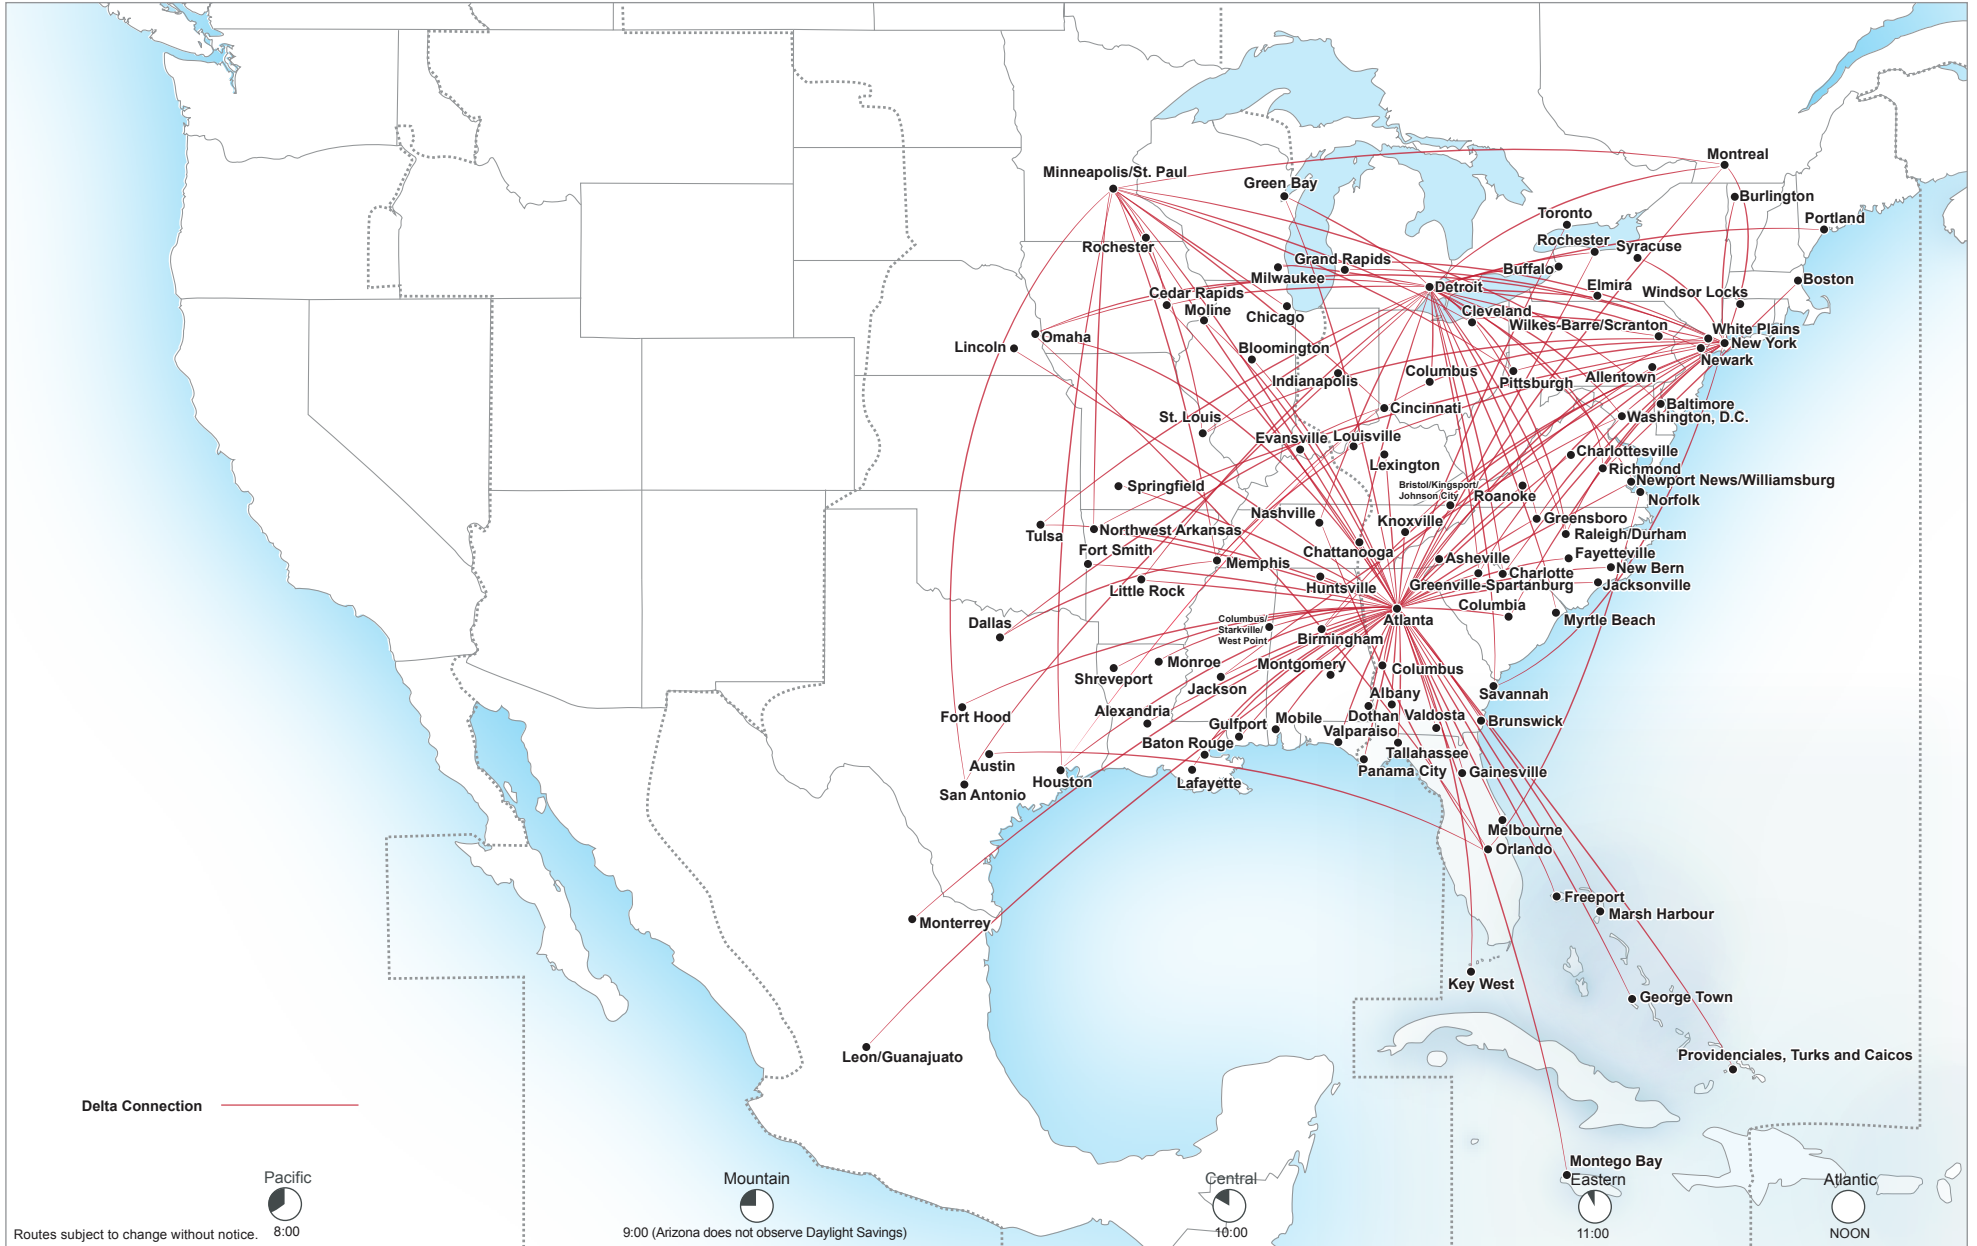 Montreal
Minneapolis/St. Paul
Green Bay
Burlington
Toronto
Portland
Rochester
Rochester
Syracuse
Grand Rapids
Buffalo
Milwaukee
Boston
Detroit
Elmira
Windsor Locks
Cedar Rapids
Moline
Chicago
Cleveland
Wilkes-Barre/Scranton
White Plains
Omaha
New York
Lincoln
Bloomington
Newark
Indianapolis
Columbus
Pittsburgh
Allentown
Cincinnati
Baltimore
St. Louis
Washington, D.C.
Evansville
Louisville
Charlottesville
Lexington
Richmond
Springfield
Bristol/Kingsport/
Johnson City
Newport News/Williamsburg
Roanoke
Norfolk
Nashville
Knoxville
Greensboro
Tulsa
Northwest Arkansas
Raleigh/Durham
Fort Smith
Chattanooga
Asheville
Fayetteville
Memphis
New Bern
Charlotte
Little Rock
Huntsville
Greenville-Spartanburg
Jacksonville
Columbia
Dallas
Columbus/
Starkville/
West Point
Atlanta
Myrtle Beach
Birmingham
Monroe
Montgomery
Columbus
Shreveport
Jackson
Albany
Savannah
Fort Hood
Alexandria
Gulfport
Mobile
Dothan
Valdosta
Brunswick
Valparaiso
Baton Rouge
Tallahassee
Austin
Panama City
Gainesville
Houston
Lafayette
San Antonio
Melbourne
Orlando
Freeport
Marsh Harbour
Monterrey
Key West
George Town
Leon/Guanajuato
Providenciales, Turks and Caicos
Delta Connection
Montego Bay
Pacific
Mountain
Central
Eastern
Atlantic
Routes subject to change without notice.
8:00
9:00 (Arizona does not observe Daylight Savings)
10:00
11:00
NOON